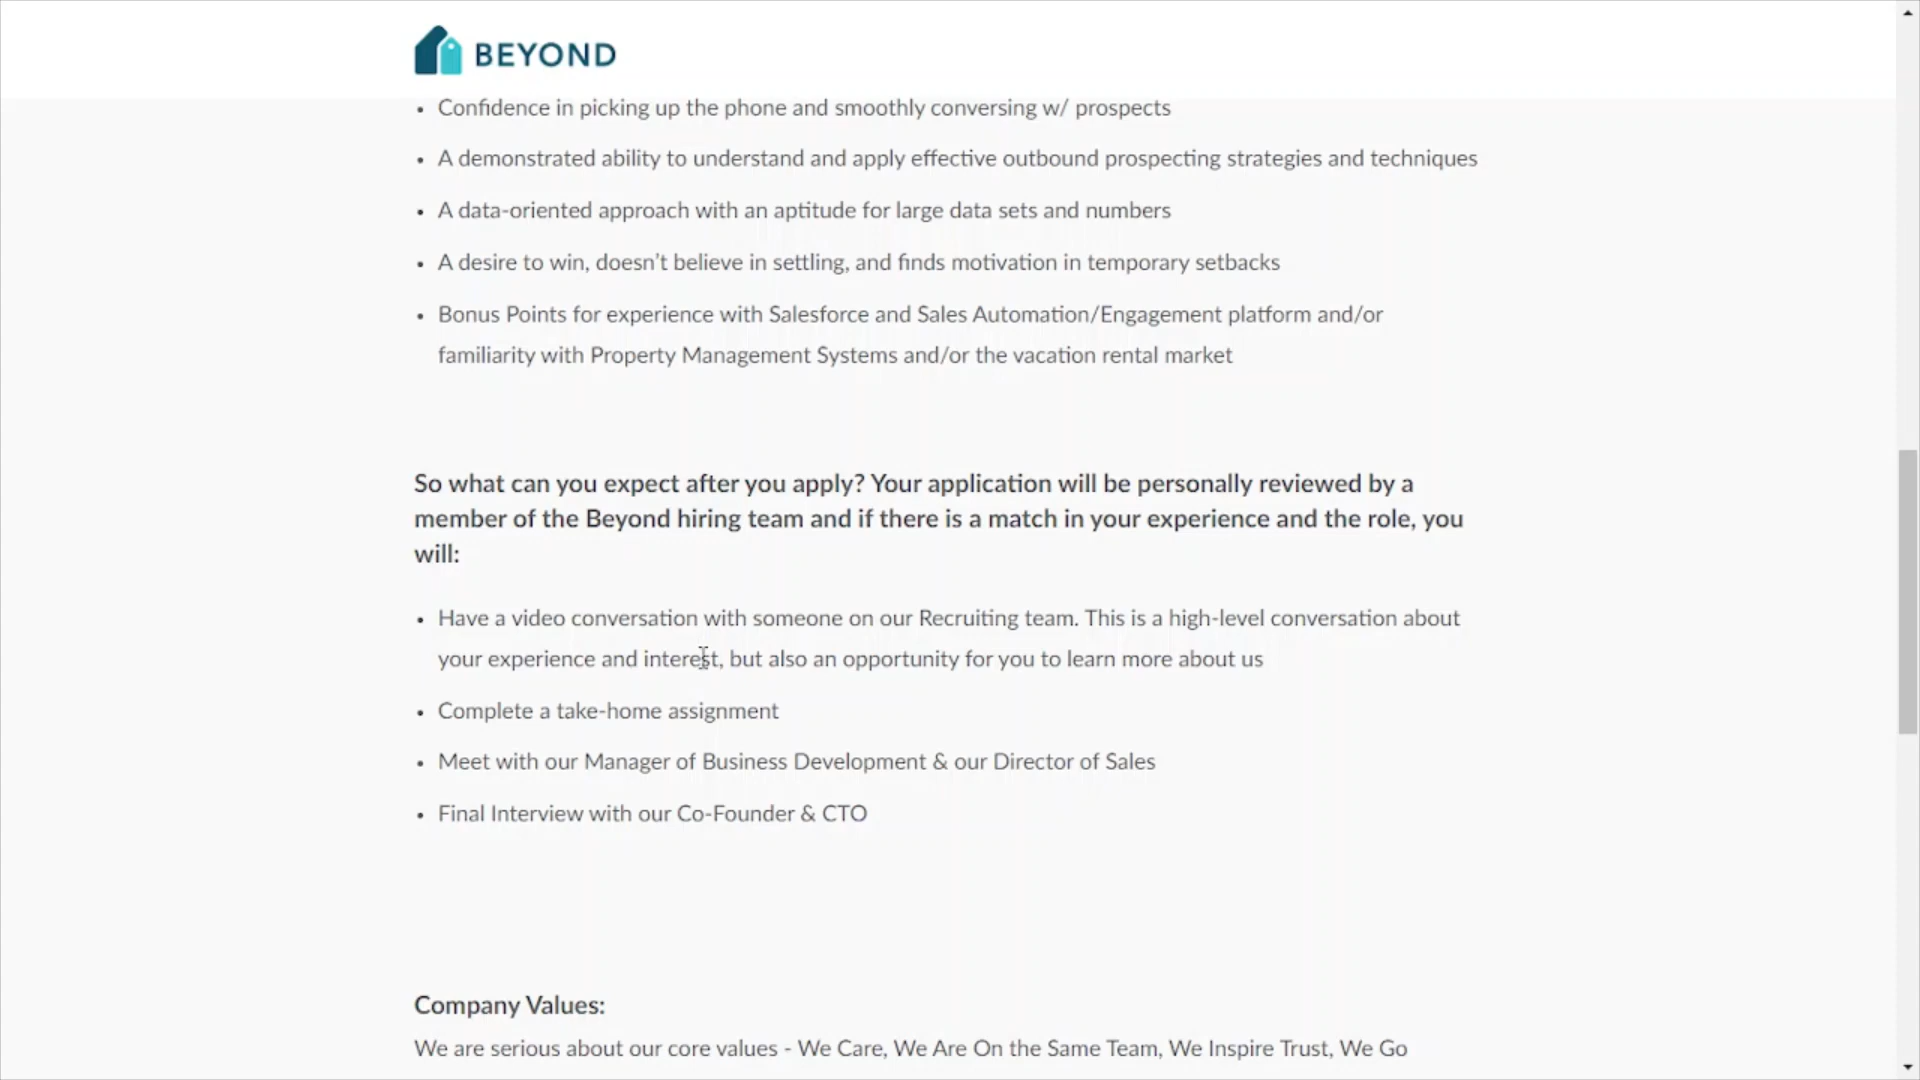 BEYOND
• Confidence in picking up the phone and smoothly conversing w/ prospects
• A demonstrated ability to understand and apply effective outbound prospecting strategies and techniques
• A data-oriented approach with an aptitude for large data sets and numbers
• A desire to win, doesn’t believe in settling, and finds motivation in temporary setbacks
• Bonus Points for experience with Salesforce and Sales Automation/Engagement platform and/or
familiarity with Property Management Systems and/or the vacation rental market
So what can you expect after you apply? Your application will be personally reviewed by a
member of the Beyond hiring team and if there is a match in your experience and the role, you
will:
• Have a video conversation with someone on our Recruiting team. This is a high-level conversation about
your experience and interest, but also an opportunity for you to learn more about us
• Complete a take-home assignment
• Meet with our Manager of Business Development & our Director of Sales
• Final Interview with our Co-Founder & CTO
Company Values:
We are serious about our core values - We Care, We Are On the Same Team, We Inspire Trust, We Go